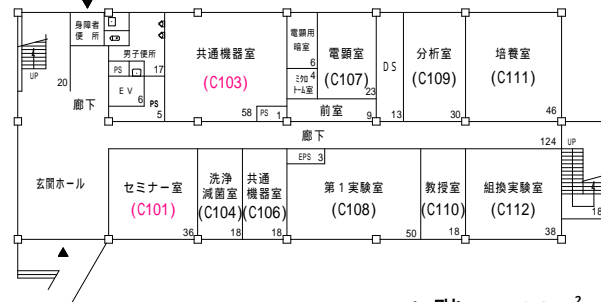 身障者
便所
男子便所
UP
20
廊下
PS
17
EV
6
PS
5
共通機器室
(C103)
58
PS
1
電顕用
暗室
6
ミクロ
トーム室
4
電顕室
(C107)
23
前室
9
DS
13
分析室
(C109)
30
培養室
(C111)
46
廊下
124
UP
18
玄関ホール
セミナー室
(C101)
36
洗浄
滅菌室
(C104)
18
共通
機器室
(C106)
18
EPS
3
第1実験室
(C108)
50
教授室
(C110)
18
組換実験室
(C112)
38
2